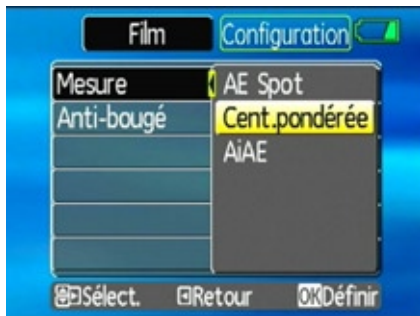 Film
Configuration
Mesure
AE Spot
Anti-bougé
Cent.pondérée
AiAE
Sélect.
Retour
OK Définir